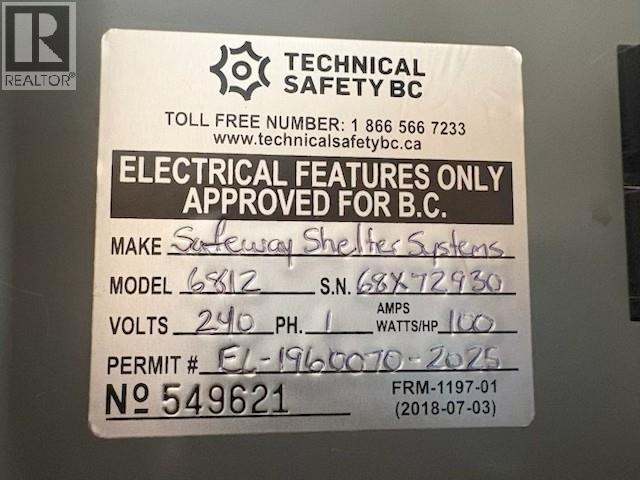 REALTOR®
TECHNICAL
SAFETY BC
TOLL FREE NUMBER: 1 866 566 7233
www.technicalsafetybc.ca
ELECTRICAL FEATURES ONLY
APPROVED FOR B.C.
MAKE Safeway Shelter Systems
MODEL 6812 S.N. 68X72930
VOLTS 240 PH. 1 AMPS WATTS/HP 100
PERMIT # EL-1960070-2025
Nº 549621 FRM-1197-01
(2018-07-03)